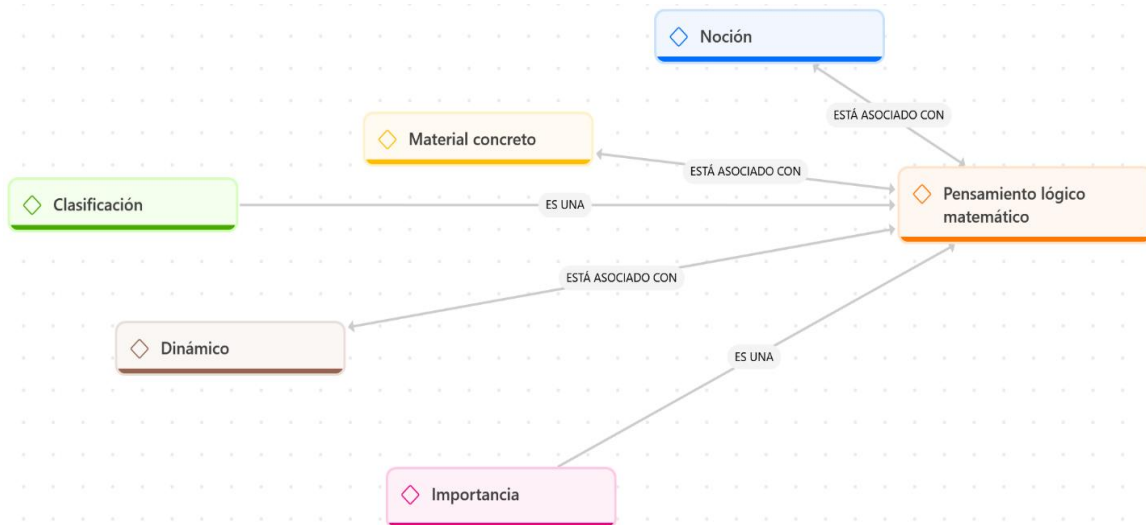 Noción
ESTÁ ASOCIADO CON
Material concreto
ESTÁ ASOCIADO CON
Pensamiento lógico
matemático
Clasificación
ES UNA
ESTÁ ASOCIADO CON
Dinámico
ES UNA
Importancia